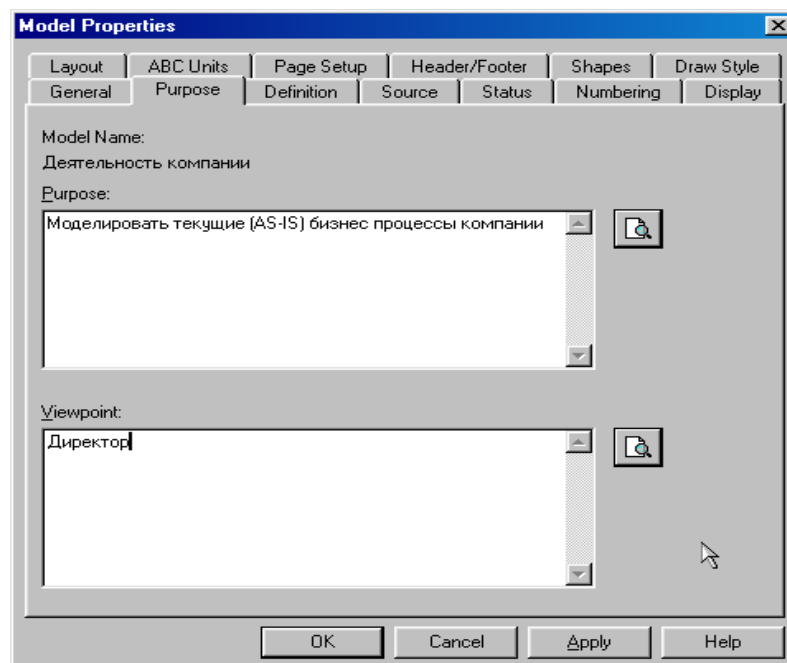 Model Properties
Layout ABC Units Page Setup Header/Footer Shapes Draw Style
General Purpose Definition Source Status Numbering Display
Model Name:
Деятельность компании
Purpose:
Моделировать текущие (AS-IS) бизнес процессы компании
Viewpoint:
Директор
OK Cancel Apply Help